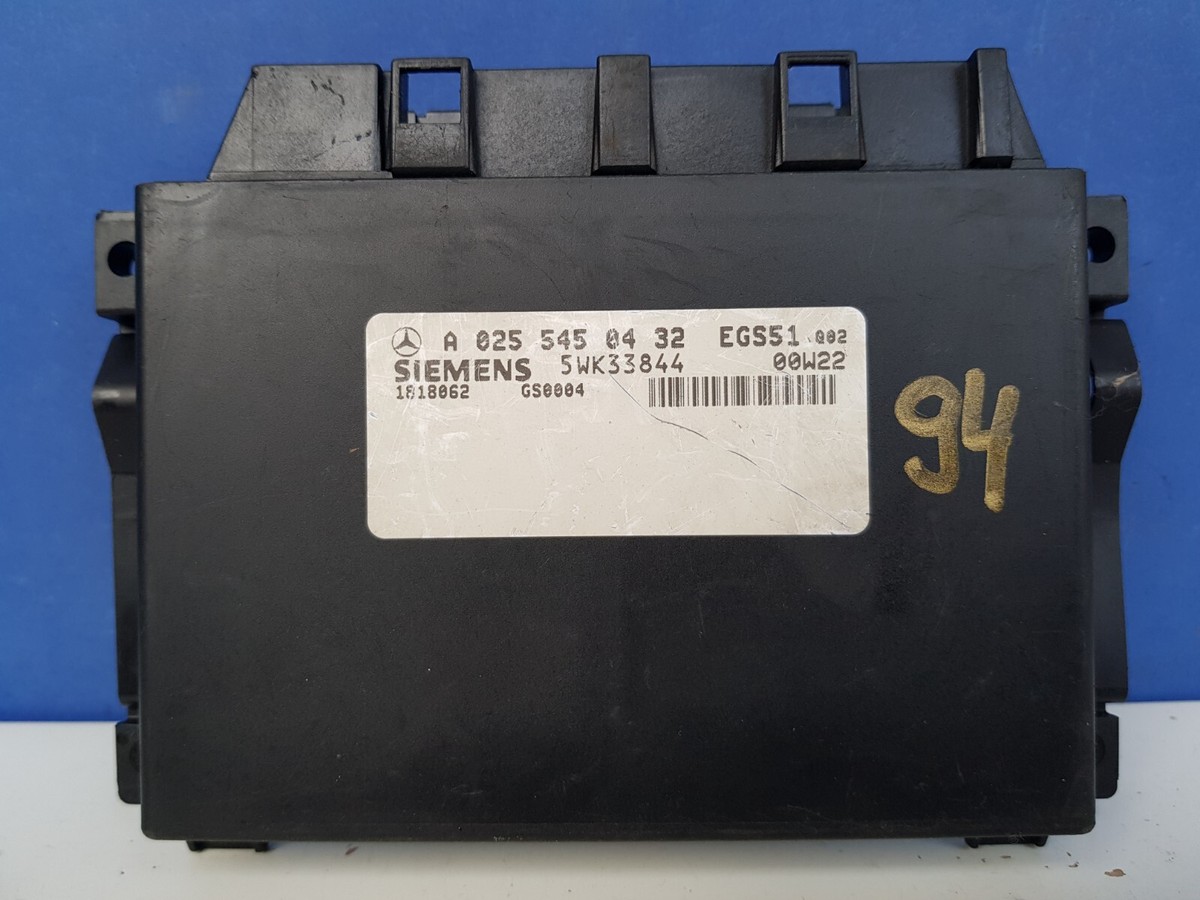 A 025 545 04 32 EGS51 Q02
SIEMENS 5WK33844 00W22
1818062 GS0004
94